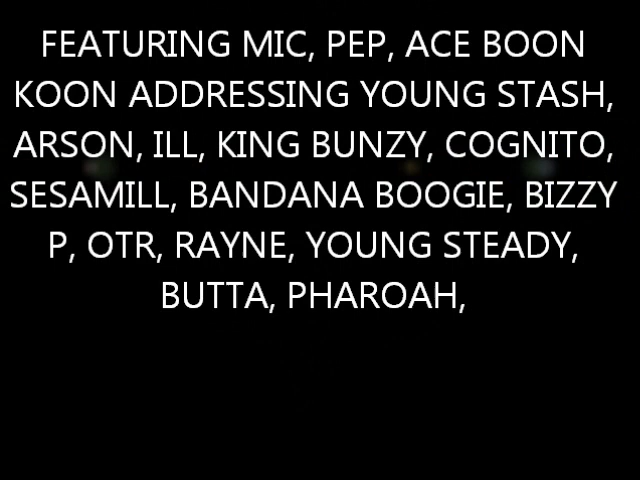 FEATURING MIC, PEP, ACE BOON
KOON ADDRESSING YOUNG STASH,
ARSON, ILL, KING BUNZY, COGNITO,
SESAMILL, BANDANA BOOGIE, BIZZY
P, OTR, RAYNE, YOUNG STEADY,
BUTTA, PHAROAH,